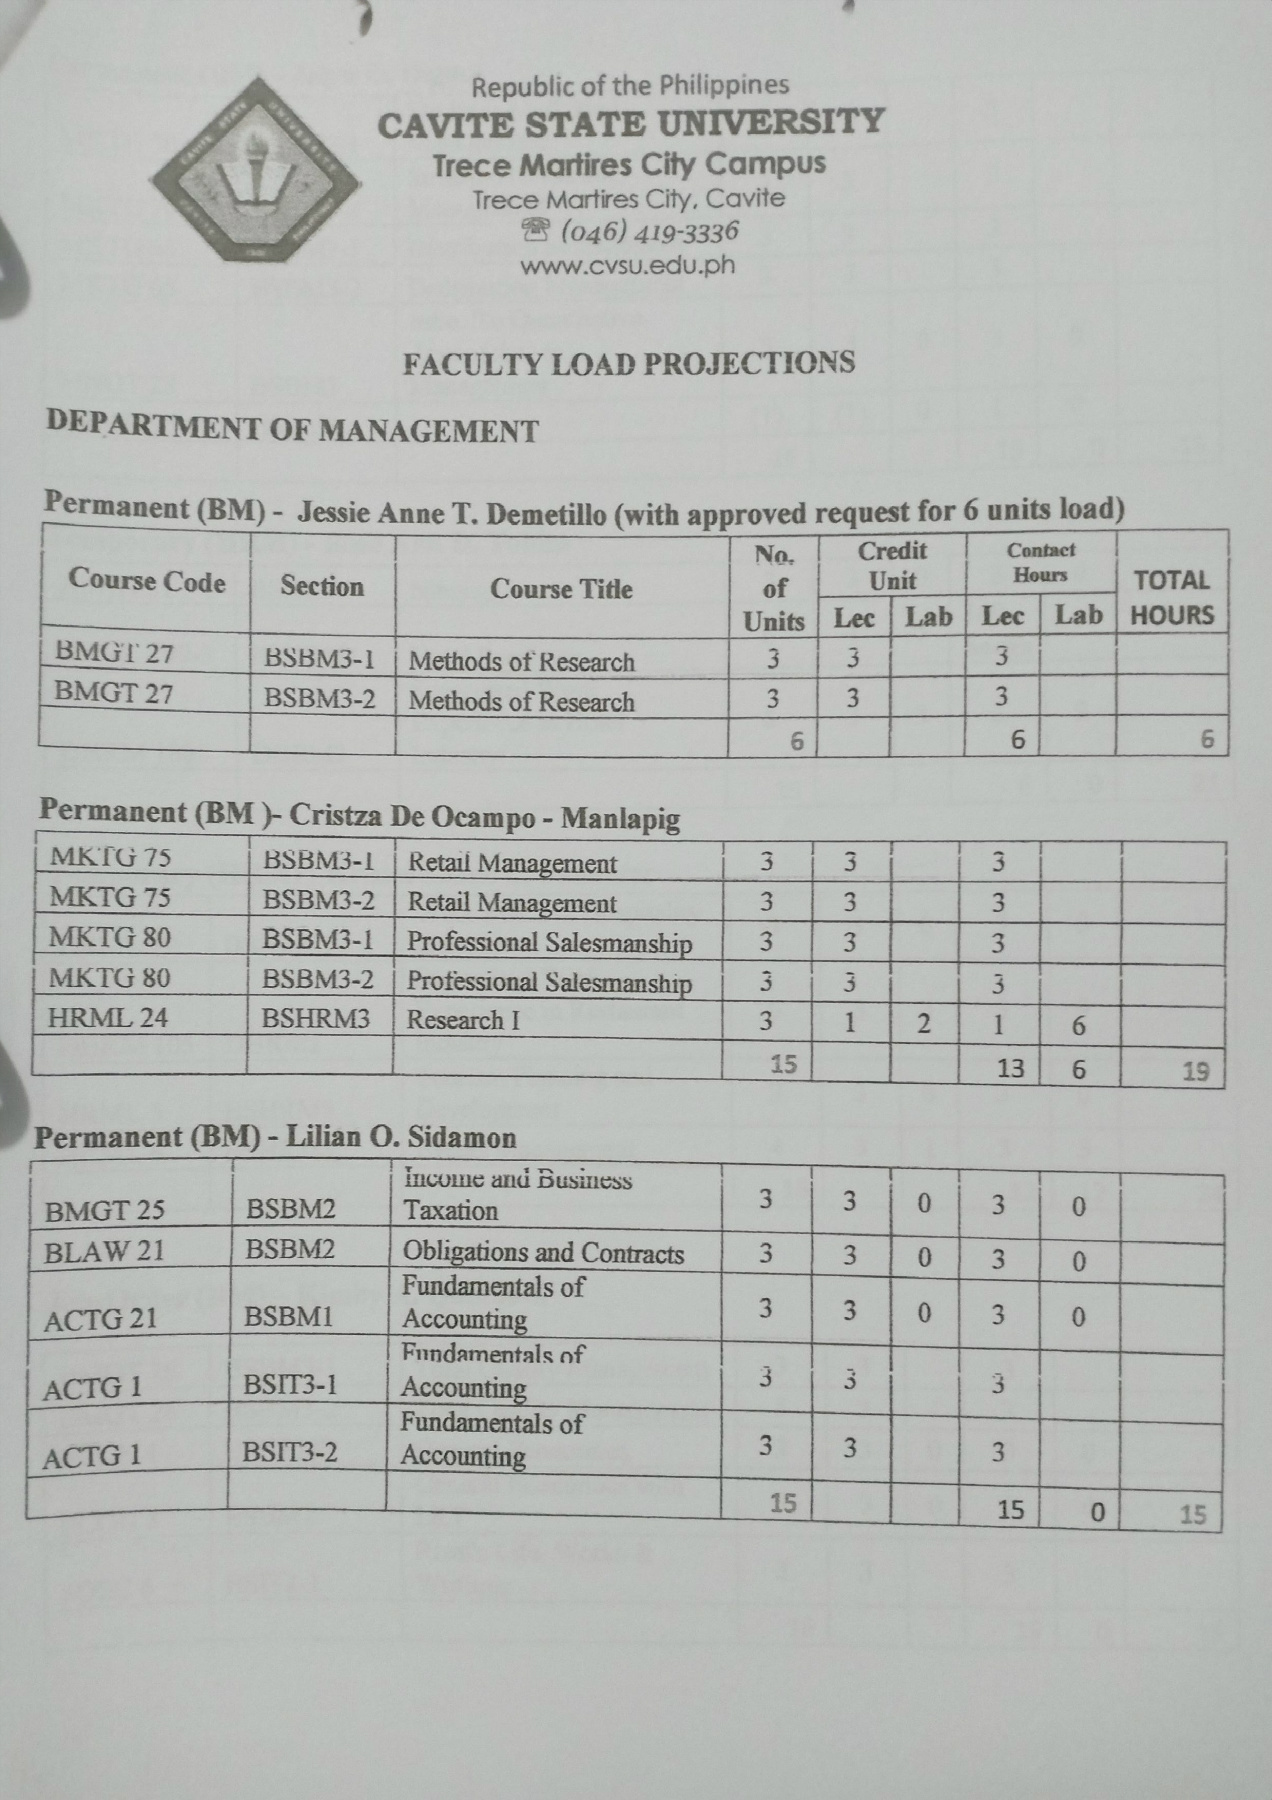 Republic of the Philippines
CAVITE STATE UNIVERSITY
Trece Martires City Campus
Trece Martires City, Cavite
☏ (046) 419-3336
www.cvsu.edu.ph
FACULTY LOAD PROJECTIONS
DEPARTMENT OF MANAGEMENT
Permanent (BM) - Jessie Anne T. Demetillo (with approved request for 6 units load)
Course Code Section Course Title No. of Units Credit Unit Contact Hours TOTAL HOURS
Lec Lab Lec Lab
BMGT 27 BSBM3-1 Methods of Research 3 3 3
BMGT 27 BSBM3-2 Methods of Research 3 3 3
6 6 6
Permanent (BM )- Cristza De Ocampo - Manlapig
MKTG 75 BSBM3-1 Retail Management 3 3 3
MKTG 75 BSBM3-2 Retail Management 3 3 3
MKTG 80 BSBM3-1 Professional Salesmanship 3 3 3
MKTG 80 BSBM3-2 Professional Salesmanship 3 3 3
HRML 24 BSHRM3 Research I 3 1 2 1 6
15 13 6 19
Permanent (BM) - Lilian O. Sidamon
Income and Business
BMGT 25 BSBM2 Taxation 3 3 0 3 0
BLAW 21 BSBM2 Obligations and Contracts 3 3 0 3 0
Fundamentals of
ACTG 21 BSBM1 Accounting 3 3 0 3 0
Fundamentals of
ACTG 1 BSIT3-1 Accounting 3 3 3
Fundamentals of
ACTG 1 BSIT3-2 Accounting 3 3 3
15 15 0 15